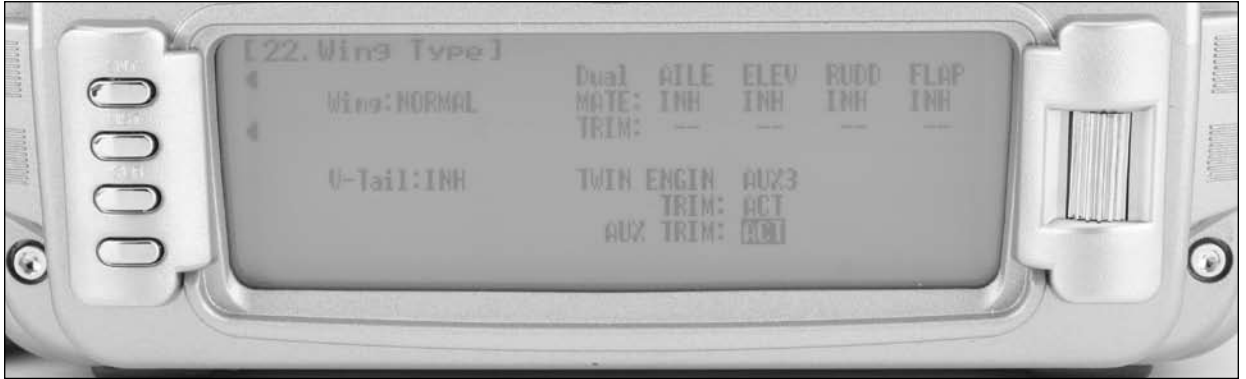 [22.Wing Type]
Dual AILE ELEV RUDD FLAP
Wing:NORMAL MATE: INH INH INH INH
TRIM: -- -- -- --
V-Tail:INH TWIN ENGIN AUX3
TRIM: ACT
AUX TRIM: ACT